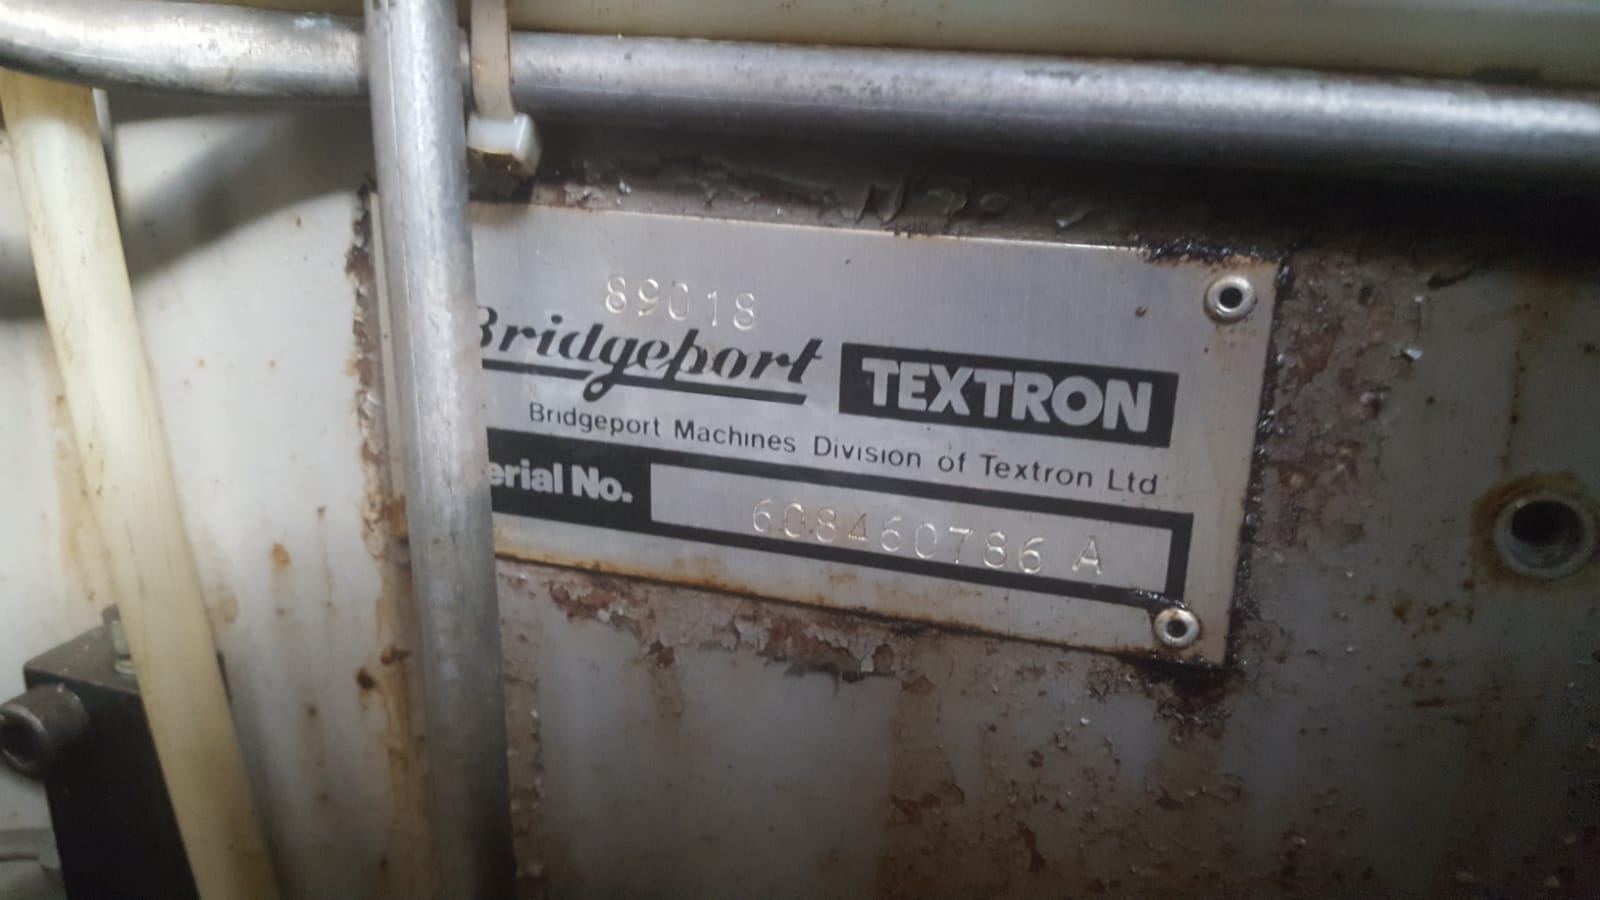 89018
Bridgeport TEXTRON
Bridgeport Machines Division of Textron Ltd
erial No. 608460786 A